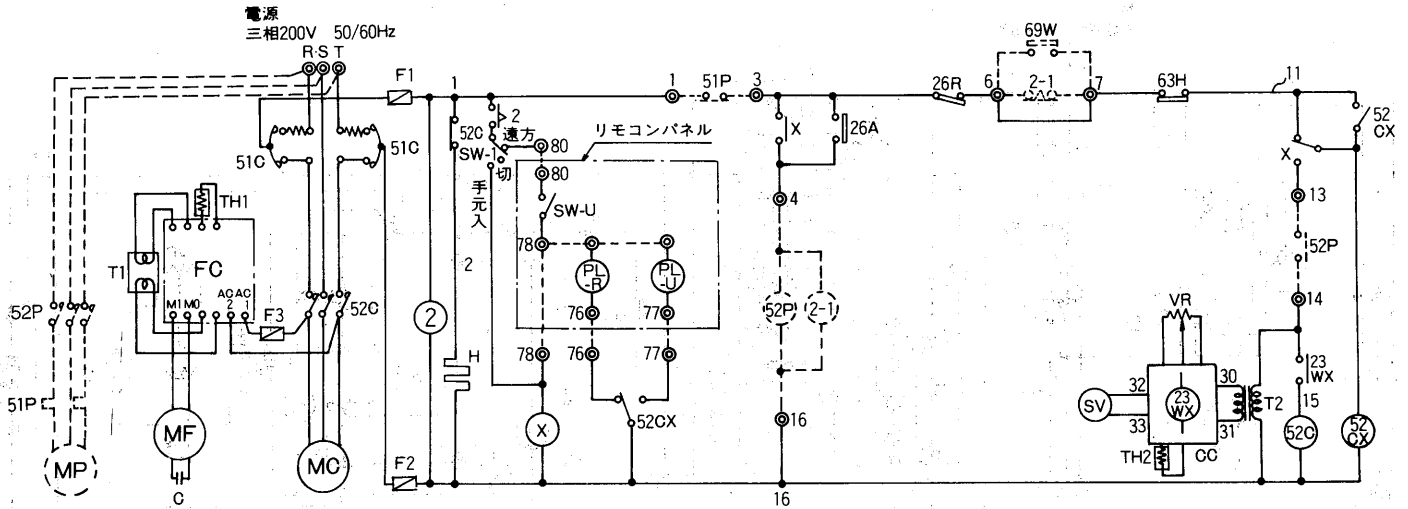 電源
三相200V 50/60Hz
R S T
F1
1
1
51P
3
26R
6
69W
2-1
7
63H
11
52
CX
51C
51C
52C
SW-1
2
遠方
切
手元入
リモコンパネル
80
80
SW-U
X
26A
X
4
13
TH1
T1
FC
M1 M0
AC
2
AC
1
F3
52P
52C
2
2
H
78
PL
-R
PL
-U
76
77
52P
2-1
52P
14
VR
78
76
77
52CX
X
16
SV
32
33
23
WX
30
31
T2
TH2
CC
23
WX
15
52C
52
CX
51P
MP
MF
C
MC
F2
16